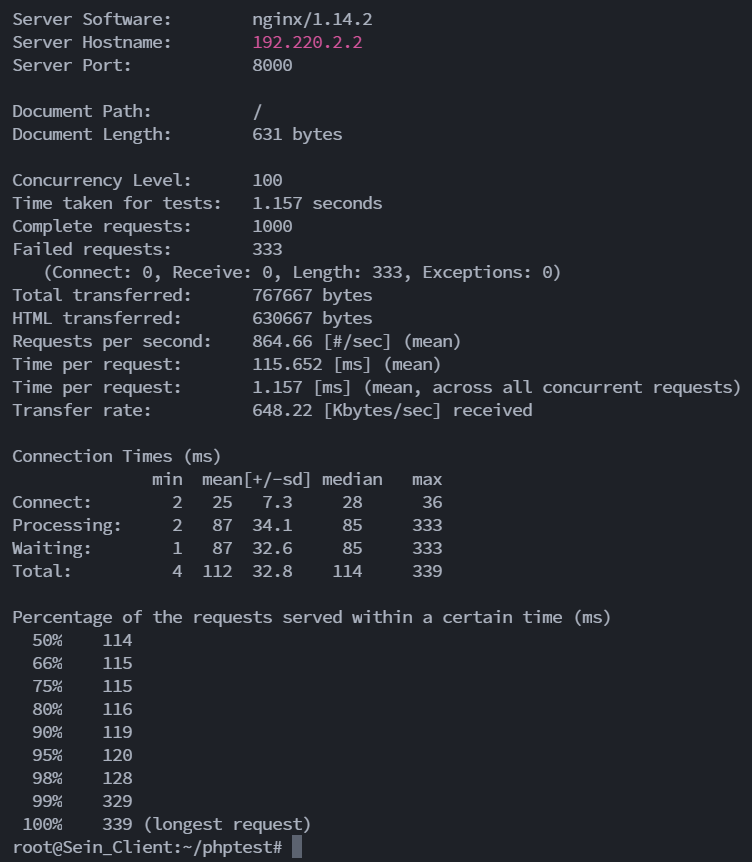 Server Software:        nginx/1.14.2
Server Hostname:        192.220.2.2
Server Port:            8000

Document Path:          /
Document Length:        631 bytes

Concurrency Level:      100
Time taken for tests:   1.157 seconds
Complete requests:      1000
Failed requests:        333
   (Connect: 0, Receive: 0, Length: 333, Exceptions: 0)
Total transferred:      767667 bytes
HTML transferred:       630667 bytes
Requests per second:    864.66 [#/sec] (mean)
Time per request:       115.652 [ms] (mean)
Time per request:       1.157 [ms] (mean, across all concurrent requests)
Transfer rate:          648.22 [Kbytes/sec] received

Connection Times (ms)
              min  mean[+/-sd] median   max
Connect:        2   25   7.3     28      36
Processing:     2   87  34.1     85     333
Waiting:        1   87  32.6     85     333
Total:          4  112  32.8    114     339

Percentage of the requests served within a certain time (ms)
  50%    114
  66%    115
  75%    115
  80%    116
  90%    119
  95%    120
  98%    128
  99%    329
 100%    339 (longest request)
root@Sein_Client:~/phptest#